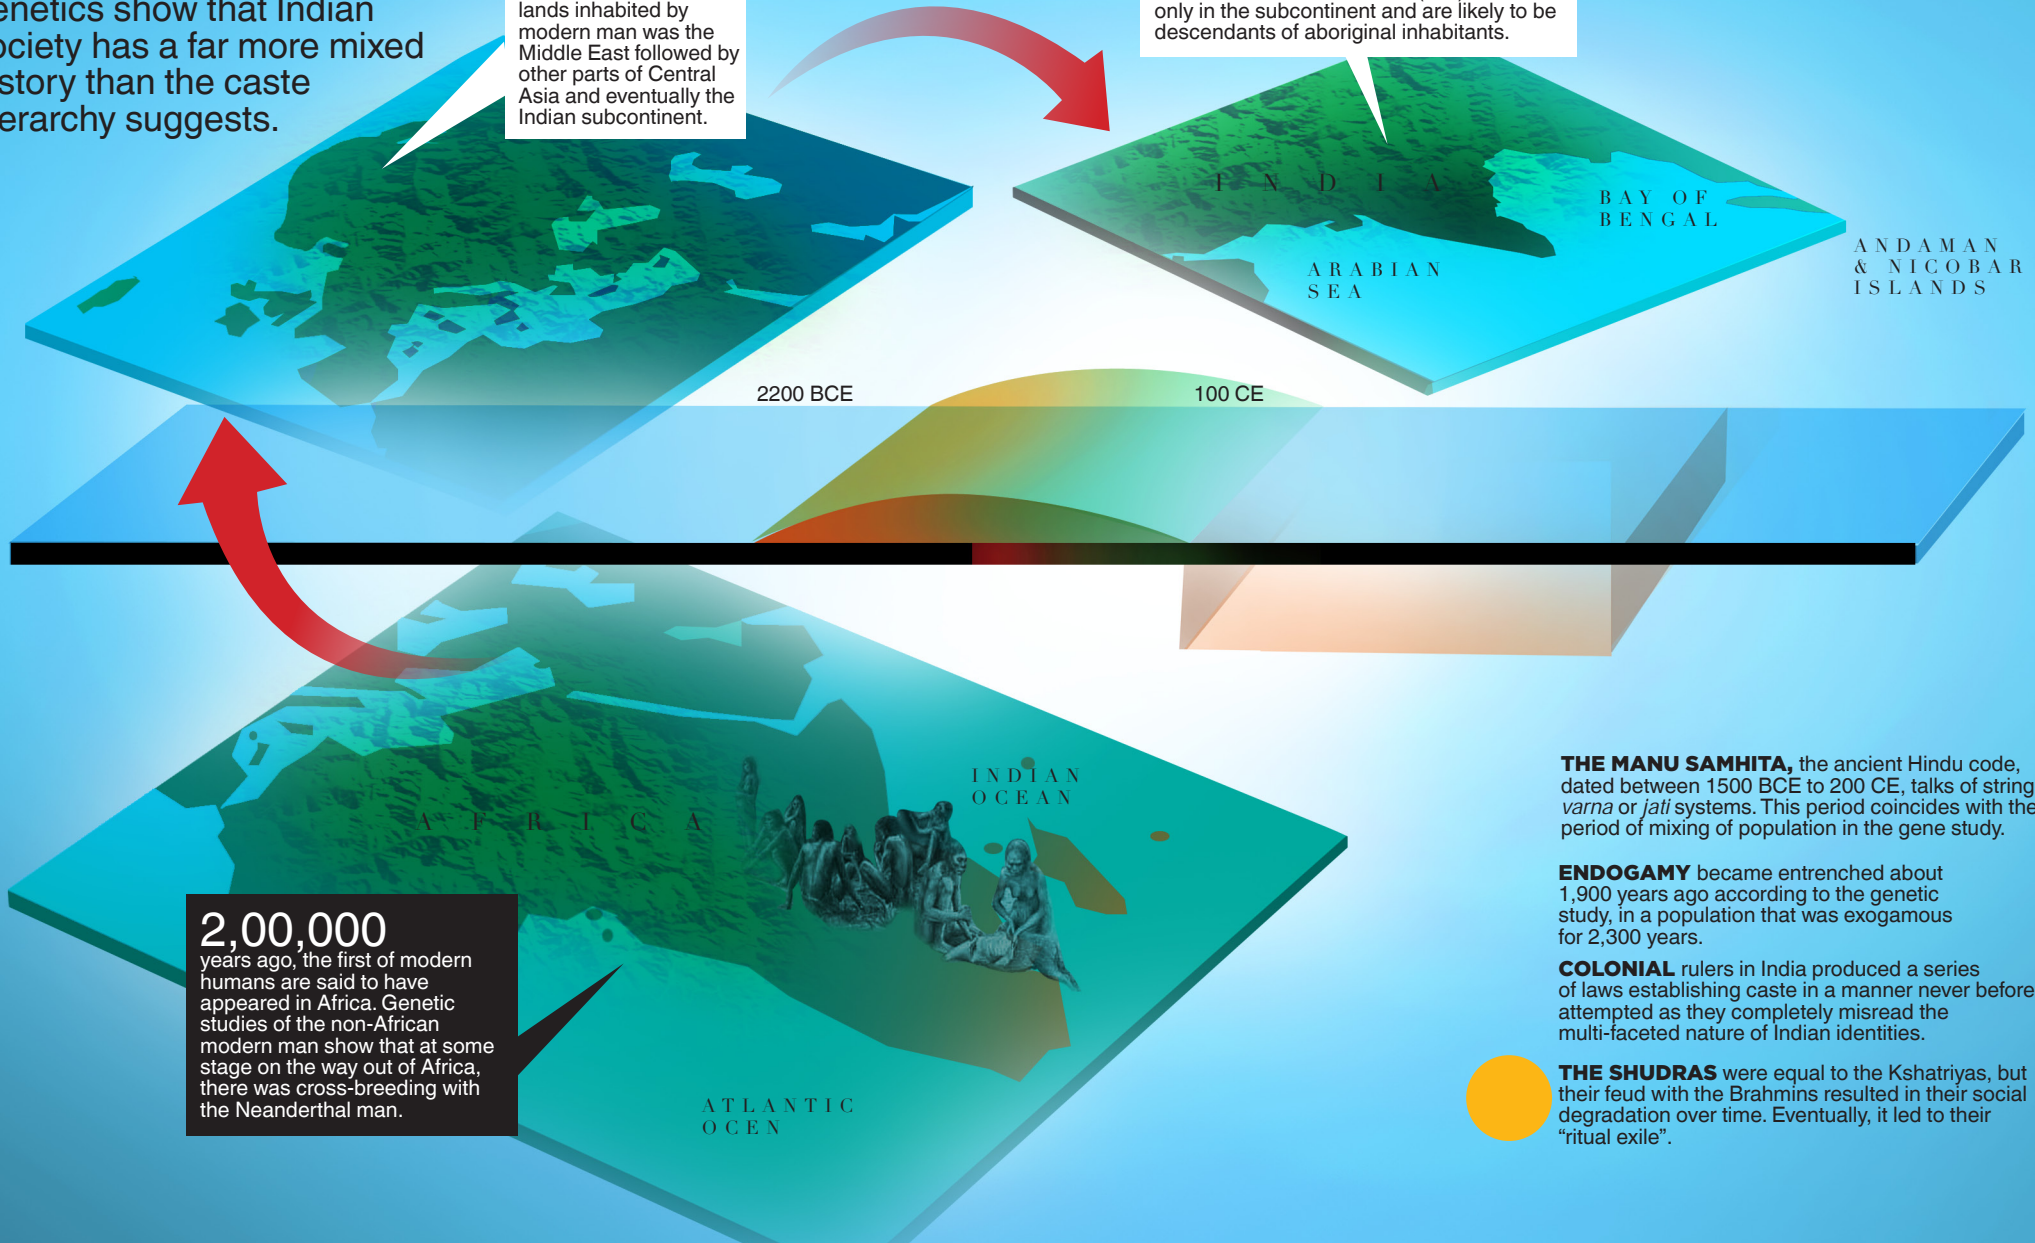 enetics show that Indian
ociety has a far more mixed
story than the caste
erarchy suggests.
lands inhabited by
modern man was the
Middle East followed by
other parts of Central
Asia and eventually the
Indian subcontinent.
only in the subcontinent and are likely to be
descendants of aboriginal inhabitants.
INDIA
BAY OF
BENGAL
ARABIAN
SEA
ANDAMAN
& NICOBAR
ISLANDS
2200 BCE
100 CE
AFRICA
INDIAN
OCEAN
2,00,000
years ago, the first of modern
humans are said to have
appeared in Africa. Genetic
studies of the non-African
modern man show that at some
stage on the way out of Africa,
there was cross-breeding with
the Neanderthal man.
ATLANTIC
OCEN
THE MANU SAMHITA, the ancient Hindu code,
dated between 1500 BCE to 200 CE, talks of string
varna or jati systems. This period coincides with the
period of mixing of population in the gene study.
ENDOGAMY became entrenched about
1,900 years ago according to the genetic
study, in a population that was exogamous
for 2,300 years.
COLONIAL rulers in India produced a series
of laws establishing caste in a manner never before
attempted as they completely misread the
multi-faceted nature of Indian identities.
THE SHUDRAS were equal to the Kshatriyas, but
their feud with the Brahmins resulted in their social
degradation over time. Eventually, it led to their
“ritual exile”.